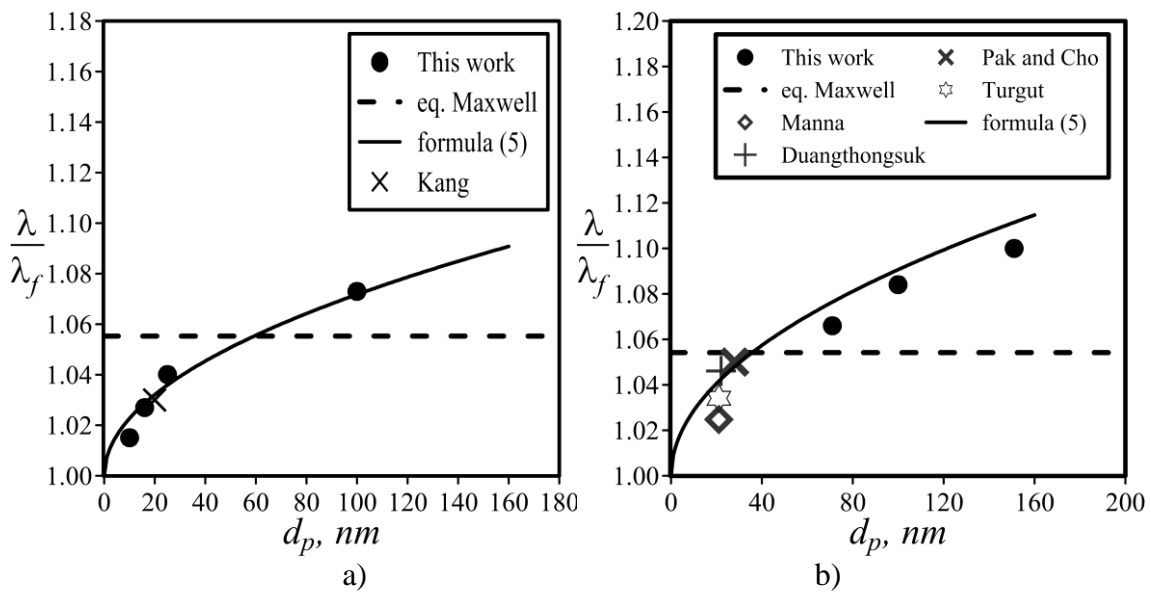 1.18
1.16
1.14
1.12
1.10
1.08
1.06
1.04
1.02
1.00
λ
λf
This work
eq. Maxwell
formula (5)
Kang
0 20 40 60 80 100 120 140 160 180
dp, nm
a)
1.20
1.18
1.16
1.14
1.12
1.10
1.08
1.06
1.04
1.02
1.00
λ
λf
This work Pak and Cho
eq. Maxwell Turgut
Manna formula (5)
Duangthongsuk
0 40 80 120 160 200
dp, nm
b)